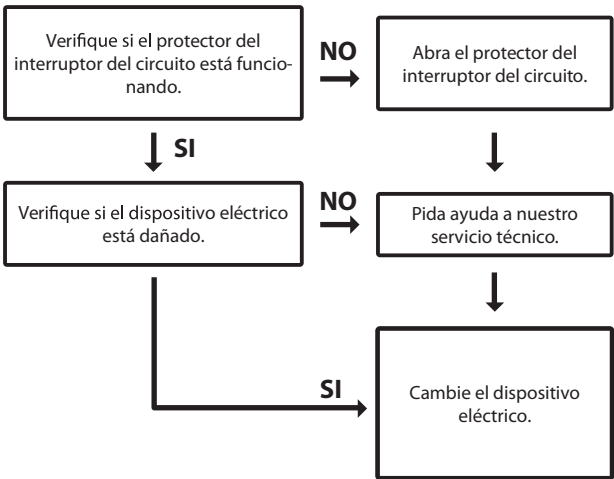 Verifique si el protector del
interruptor del circuito está funcio-
nando.
NO
Abra el protector del
interruptor del circuito.
SI
Verifique si el dispositivo eléctrico
está dañado.
NO
Pida ayuda a nuestro
servicio técnico.
SI
Cambie el dispositivo
eléctrico.